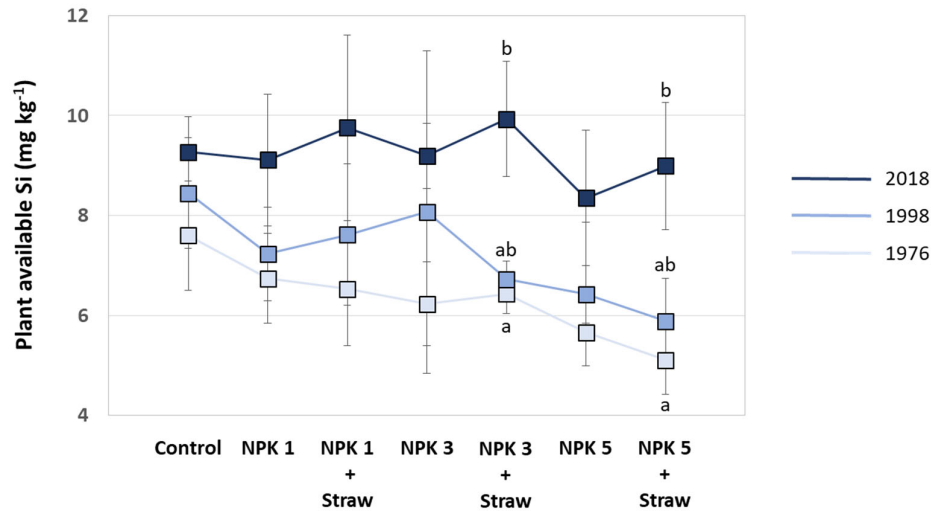 12
10
8
6
4
Plant available Si (mg kg⁻¹)
b
b
ab
ab
a
a
Control
NPK 1
NPK 1
+
Straw
NPK 3
NPK 3
+
Straw
NPK 5
NPK 5
+
Straw
2018
1998
1976